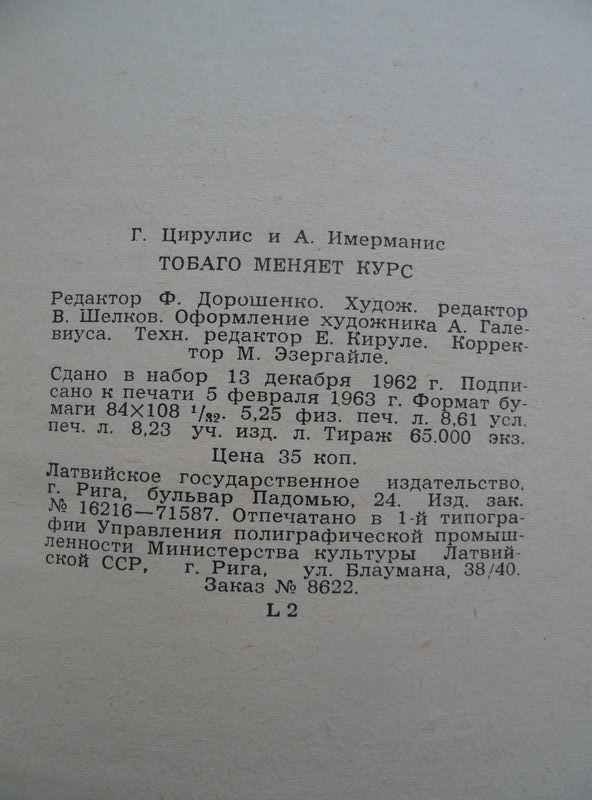 Г. Цирулис и А. Имерманис
ТОБАГО МЕНЯЕТ КУРС
Редактор Ф. Дорошенко. Худож. редактор
В. Шелков. Оформление художника А. Гале-
виуса. Техн. редактор Е. Кируле. Коррек-
тор М. Эзергайле.
Сдано в набор 13 декабря 1962 г. Подпи-
сано к печати 5 февраля 1963 г. Формат бу-
маги 84×108 1/32. 5,25 физ. печ. л. 8,61 усл.
печ. л. 8,23 уч. изд. л. Тираж 65.000 экз.
Цена 35 коп.
Латвийское государственное издательство,
г. Рига, бульвар Падомью, 24. Изд. зак.
№ 16216—71587. Отпечатано в 1-й типогра-
фии Управления полиграфической промыш-
ленности Министерства культуры Латвий-
ской ССР, г. Рига, ул. Блаумана, 38/40.
Заказ № 8622.
L 2